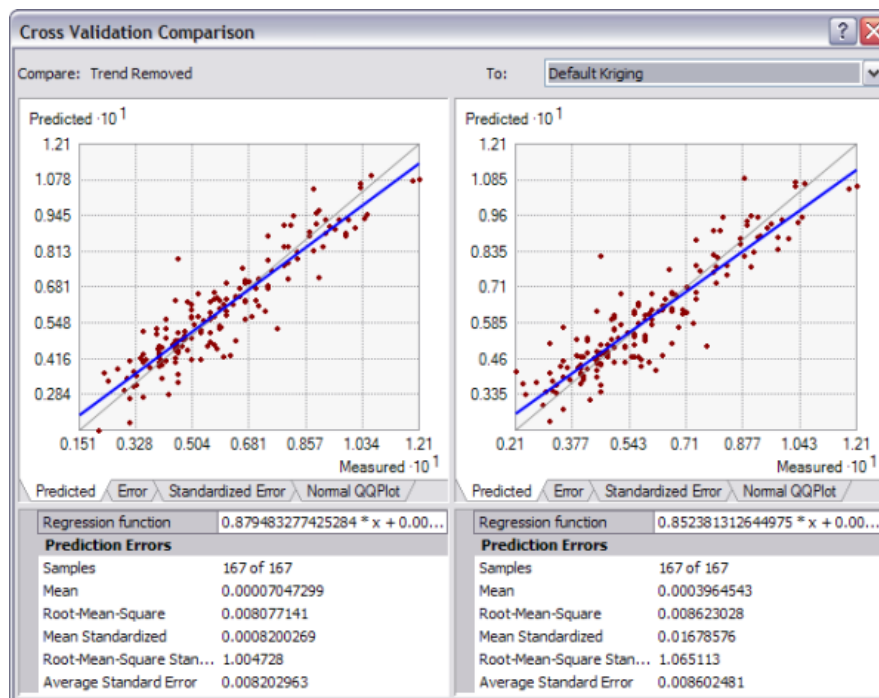 Cross Validation Comparison
Compare: Trend Removed To: Default Kriging
Predicted ·10 1
1.21
1.078
0.945
0.813
0.681
0.548
0.416
0.284
0.151 0.328 0.504 0.681 0.857 1.034 1.21
Measured ·10 1
Predicted Error Standardized Error Normal QQPlot
Regression function 0.879483277425284 * x + 0.00...
Prediction Errors
Samples 167 of 167
Mean 0.00007047299
Root-Mean-Square 0.008077141
Mean Standardized 0.0008200269
Root-Mean-Square Stan... 1.004728
Average Standard Error 0.008202963
Predicted ·10 1
1.21
1.085
0.96
0.835
0.71
0.585
0.46
0.335
0.21 0.377 0.543 0.71 0.877 1.043 1.21
Measured ·10 1
Predicted Error Standardized Error Normal QQPlot
Regression function 0.852381312644975 * x + 0.00...
Prediction Errors
Samples 167 of 167
Mean 0.0003964543
Root-Mean-Square 0.008623028
Mean Standardized 0.01678576
Root-Mean-Square Stan... 1.065113
Average Standard Error 0.008602481